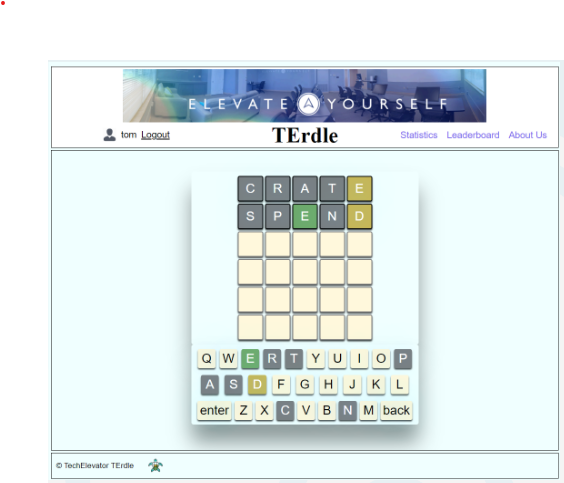 ELEVATE A YOURSELF
tom Logout TErdle Statistics Leaderboard About Us
C R A T E
S P E N D
Q W E R T Y U I O P
A S D F G H J K L
enter Z X C V B N M back
© TechElevator TErdle